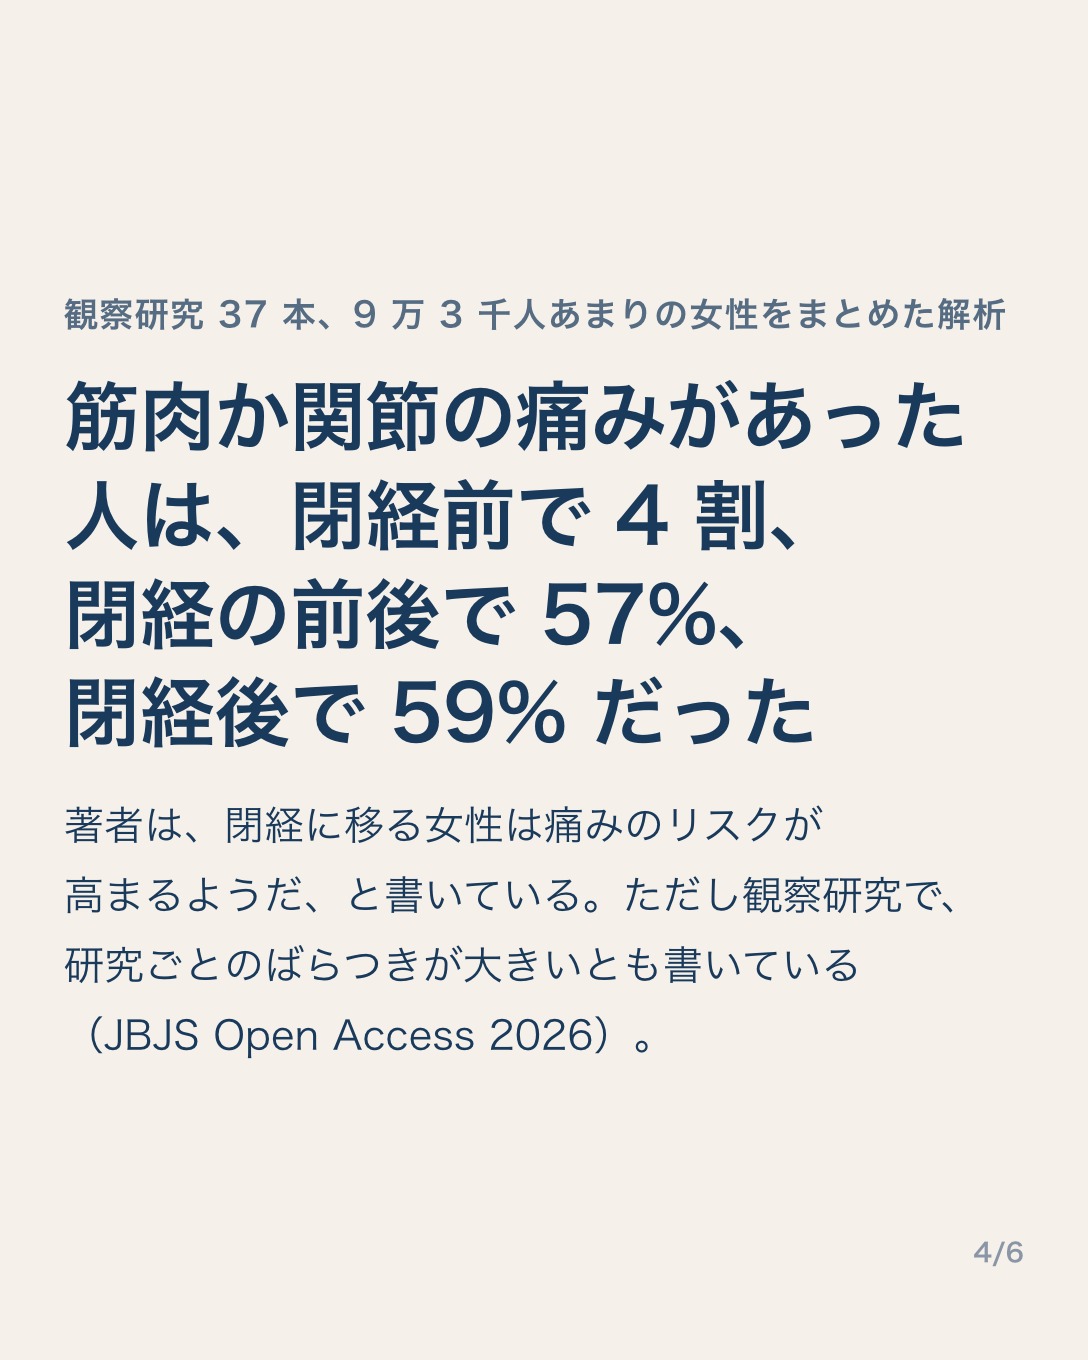 観察研究 37 本、9 万 3 千人あまりの女性をまとめた解析
筋肉か関節の痛みがあった
人は、閉経前で 4 割、
閉経の前後で 57%、
閉経後で 59% だった
著者は、閉経に移る女性は痛みのリスクが
高まるようだ、と書いている。ただし観察研究で、
研究ごとのばらつきが大きいとも書いている
（JBJS Open Access 2026）。
4/6